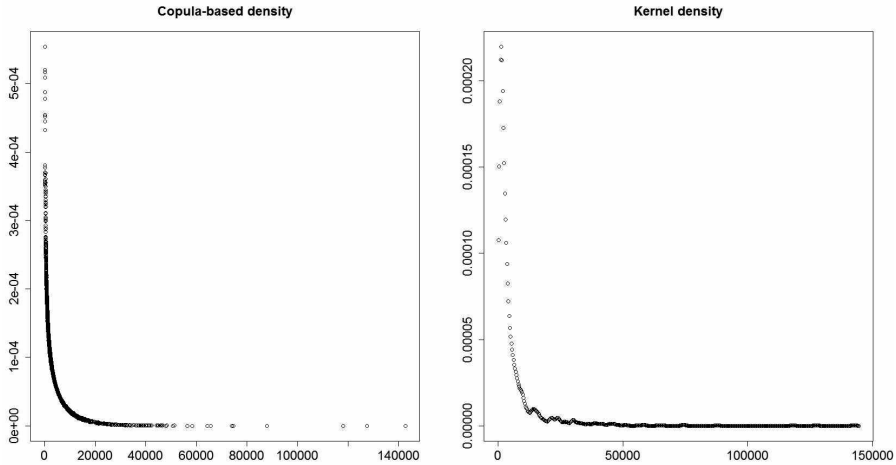 Copula-based density
5e-04
4e-04
3e-04
2e-04
1e-04
0e+00
0 20000 40000 60000 80000 100000 140000
Kernel density
0.00020
0.00015
0.00010
0.00005
0.00000
0 50000 100000 150000